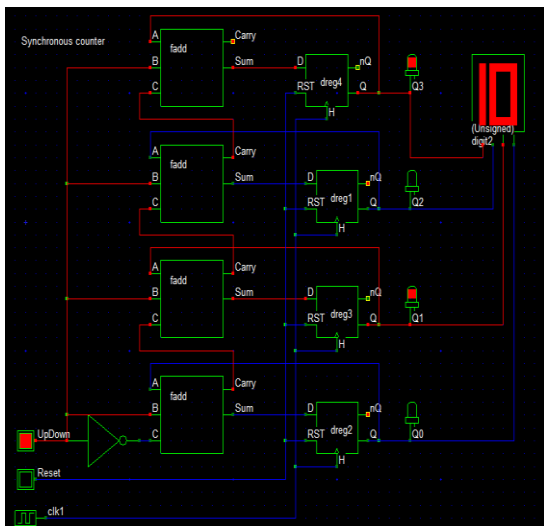 Synchronous counter
A fadd Carry
B Sum D nQ
C RST dreg4 Q
H
Q3
10
(Unsigned)
digit2
A fadd Carry
B Sum D nQ
C RST dreg1 Q
H
Q2
A fadd Carry
B Sum D nQ
C RST dreg3 Q
H
Q1
A fadd Carry
B Sum D nQ
C RST dreg2 Q
H
Q0
UpDown
Reset
clk1